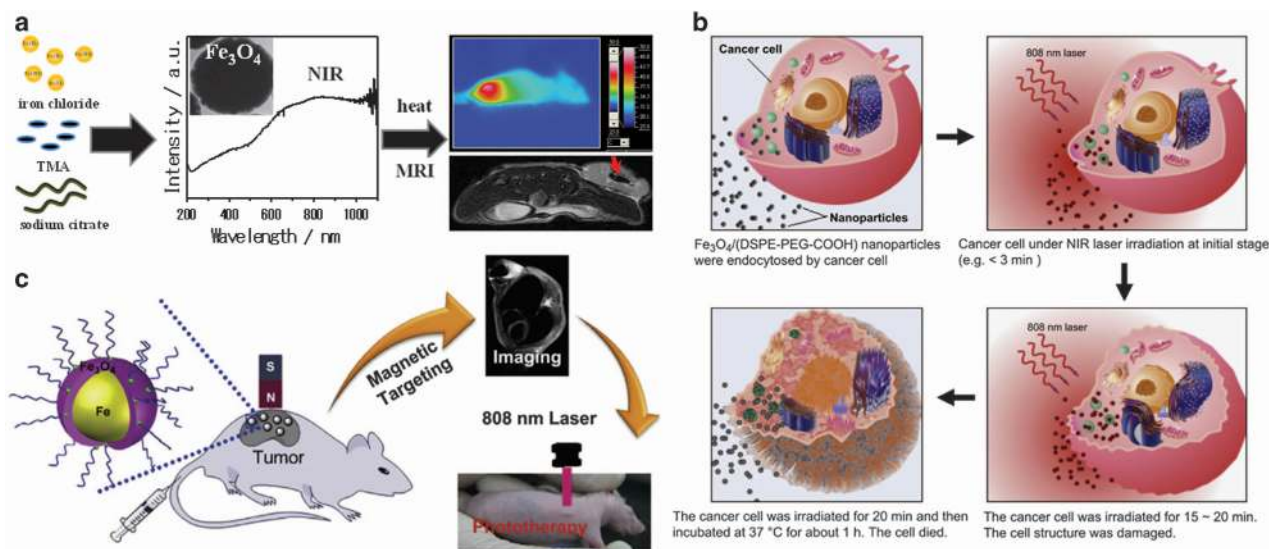 a
iron chloride
TMA
sodium citrate
Fe₃O₄
NIR
Intensity / a.u.
200 400 600 800 1000
Wavelength / nm
heat
MRI
b
Cancer cell
Nanoparticles
Fe₃O₄/(DSPE-PEG-COOH) nanoparticles
were endocytosed by cancer cell
808 nm laser
Cancer cell under NIR laser irradiation at initial stage
(e.g. < 3 min )
808 nm laser
The cancer cell was irradiated for 15 ~ 20 min.
The cell structure was damaged.
The cancer cell was irradiated for 20 min and then
incubated at 37 °C for about 1 h. The cell died.
c
Fe₃O₄
Fe
S
N
Tumor
Magnetic
Targeting
Imaging
808 nm Laser
Phototherapy